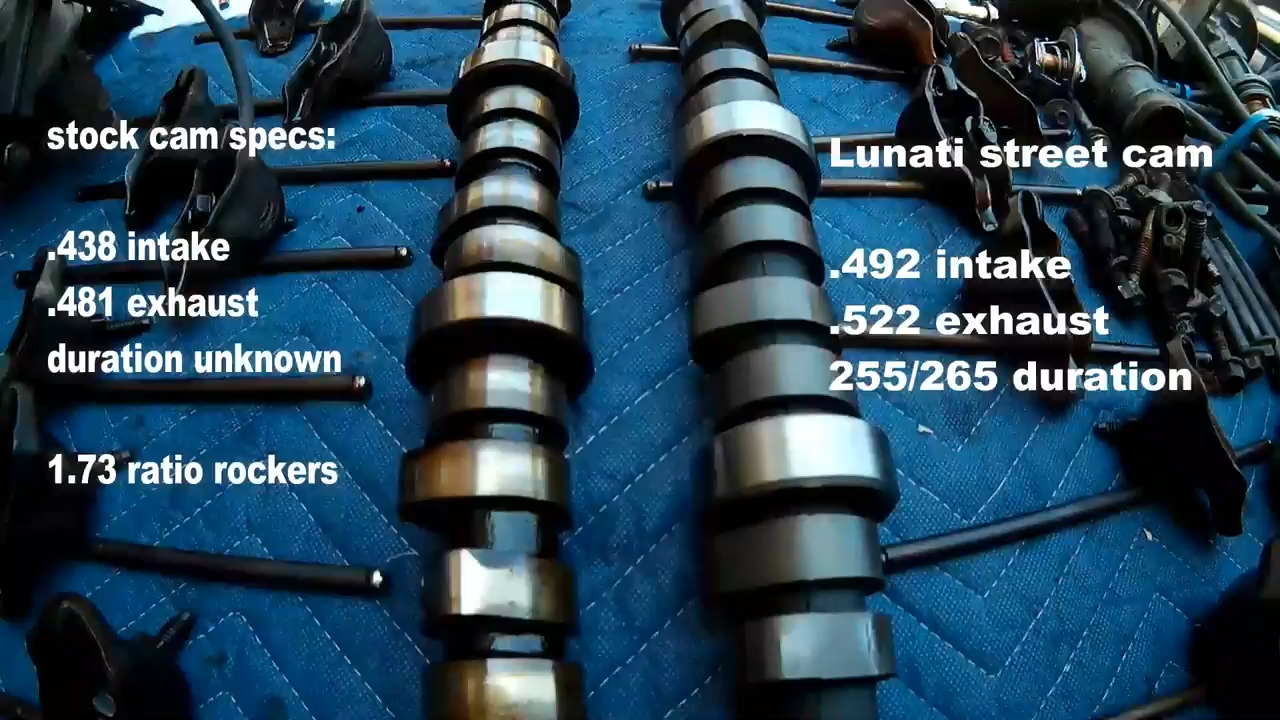 stock cam specs:
.438 intake
.481 exhaust
duration unknown
1.73 ratio rockers
Lunati street cam
.492 intake
.522 exhaust
255/265 duration